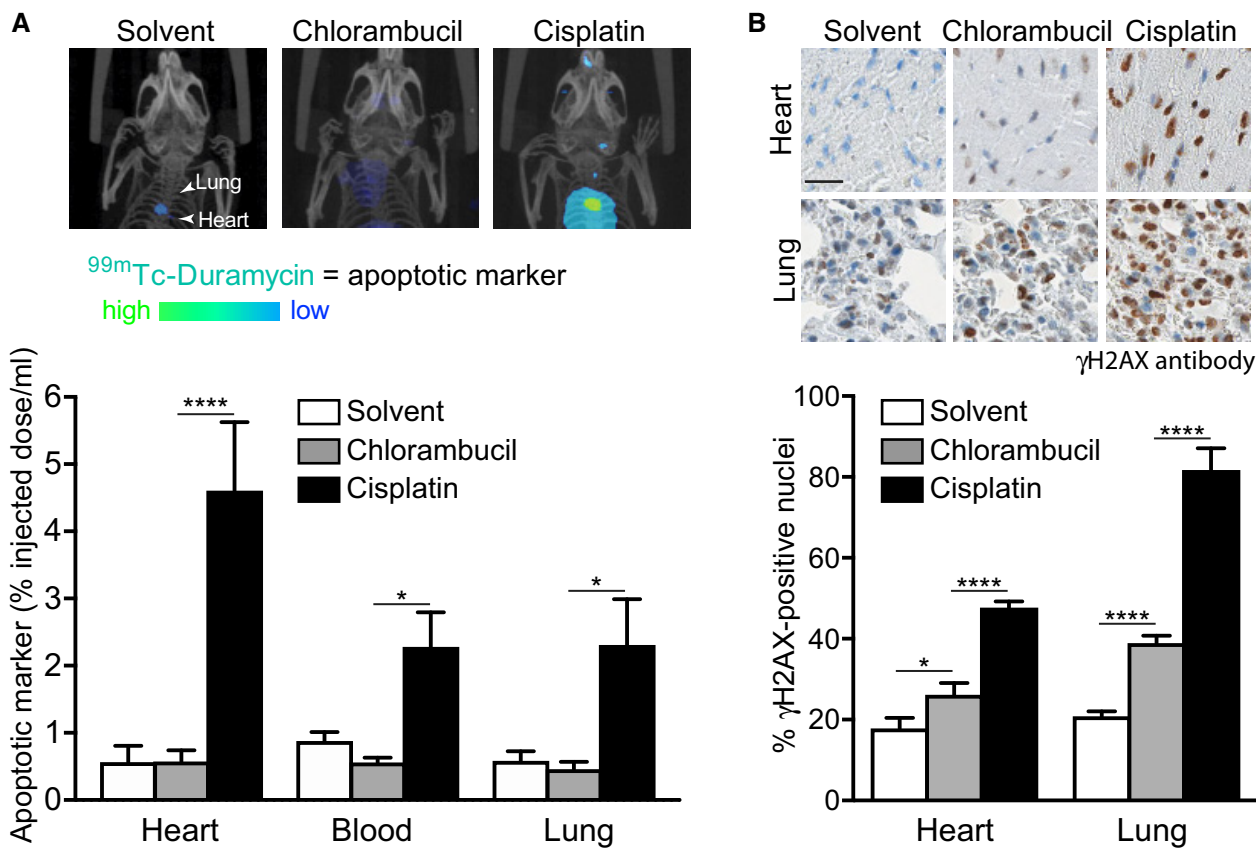 A
Solvent Chlorambucil Cisplatin
Lung
Heart
99mTc-Duramycin = apoptotic marker
high low
Apoptotic marker (% injected dose/ml)
6
5
4
3
2
1
0
****
*
*
Solvent
Chlorambucil
Cisplatin
Heart Blood Lung
B
Solvent Chlorambucil Cisplatin
Heart
Lung
γH2AX antibody
% γH2AX-positive nuclei
100
80
60
40
20
0
Solvent
Chlorambucil
Cisplatin
*
****
****
****
Heart Lung